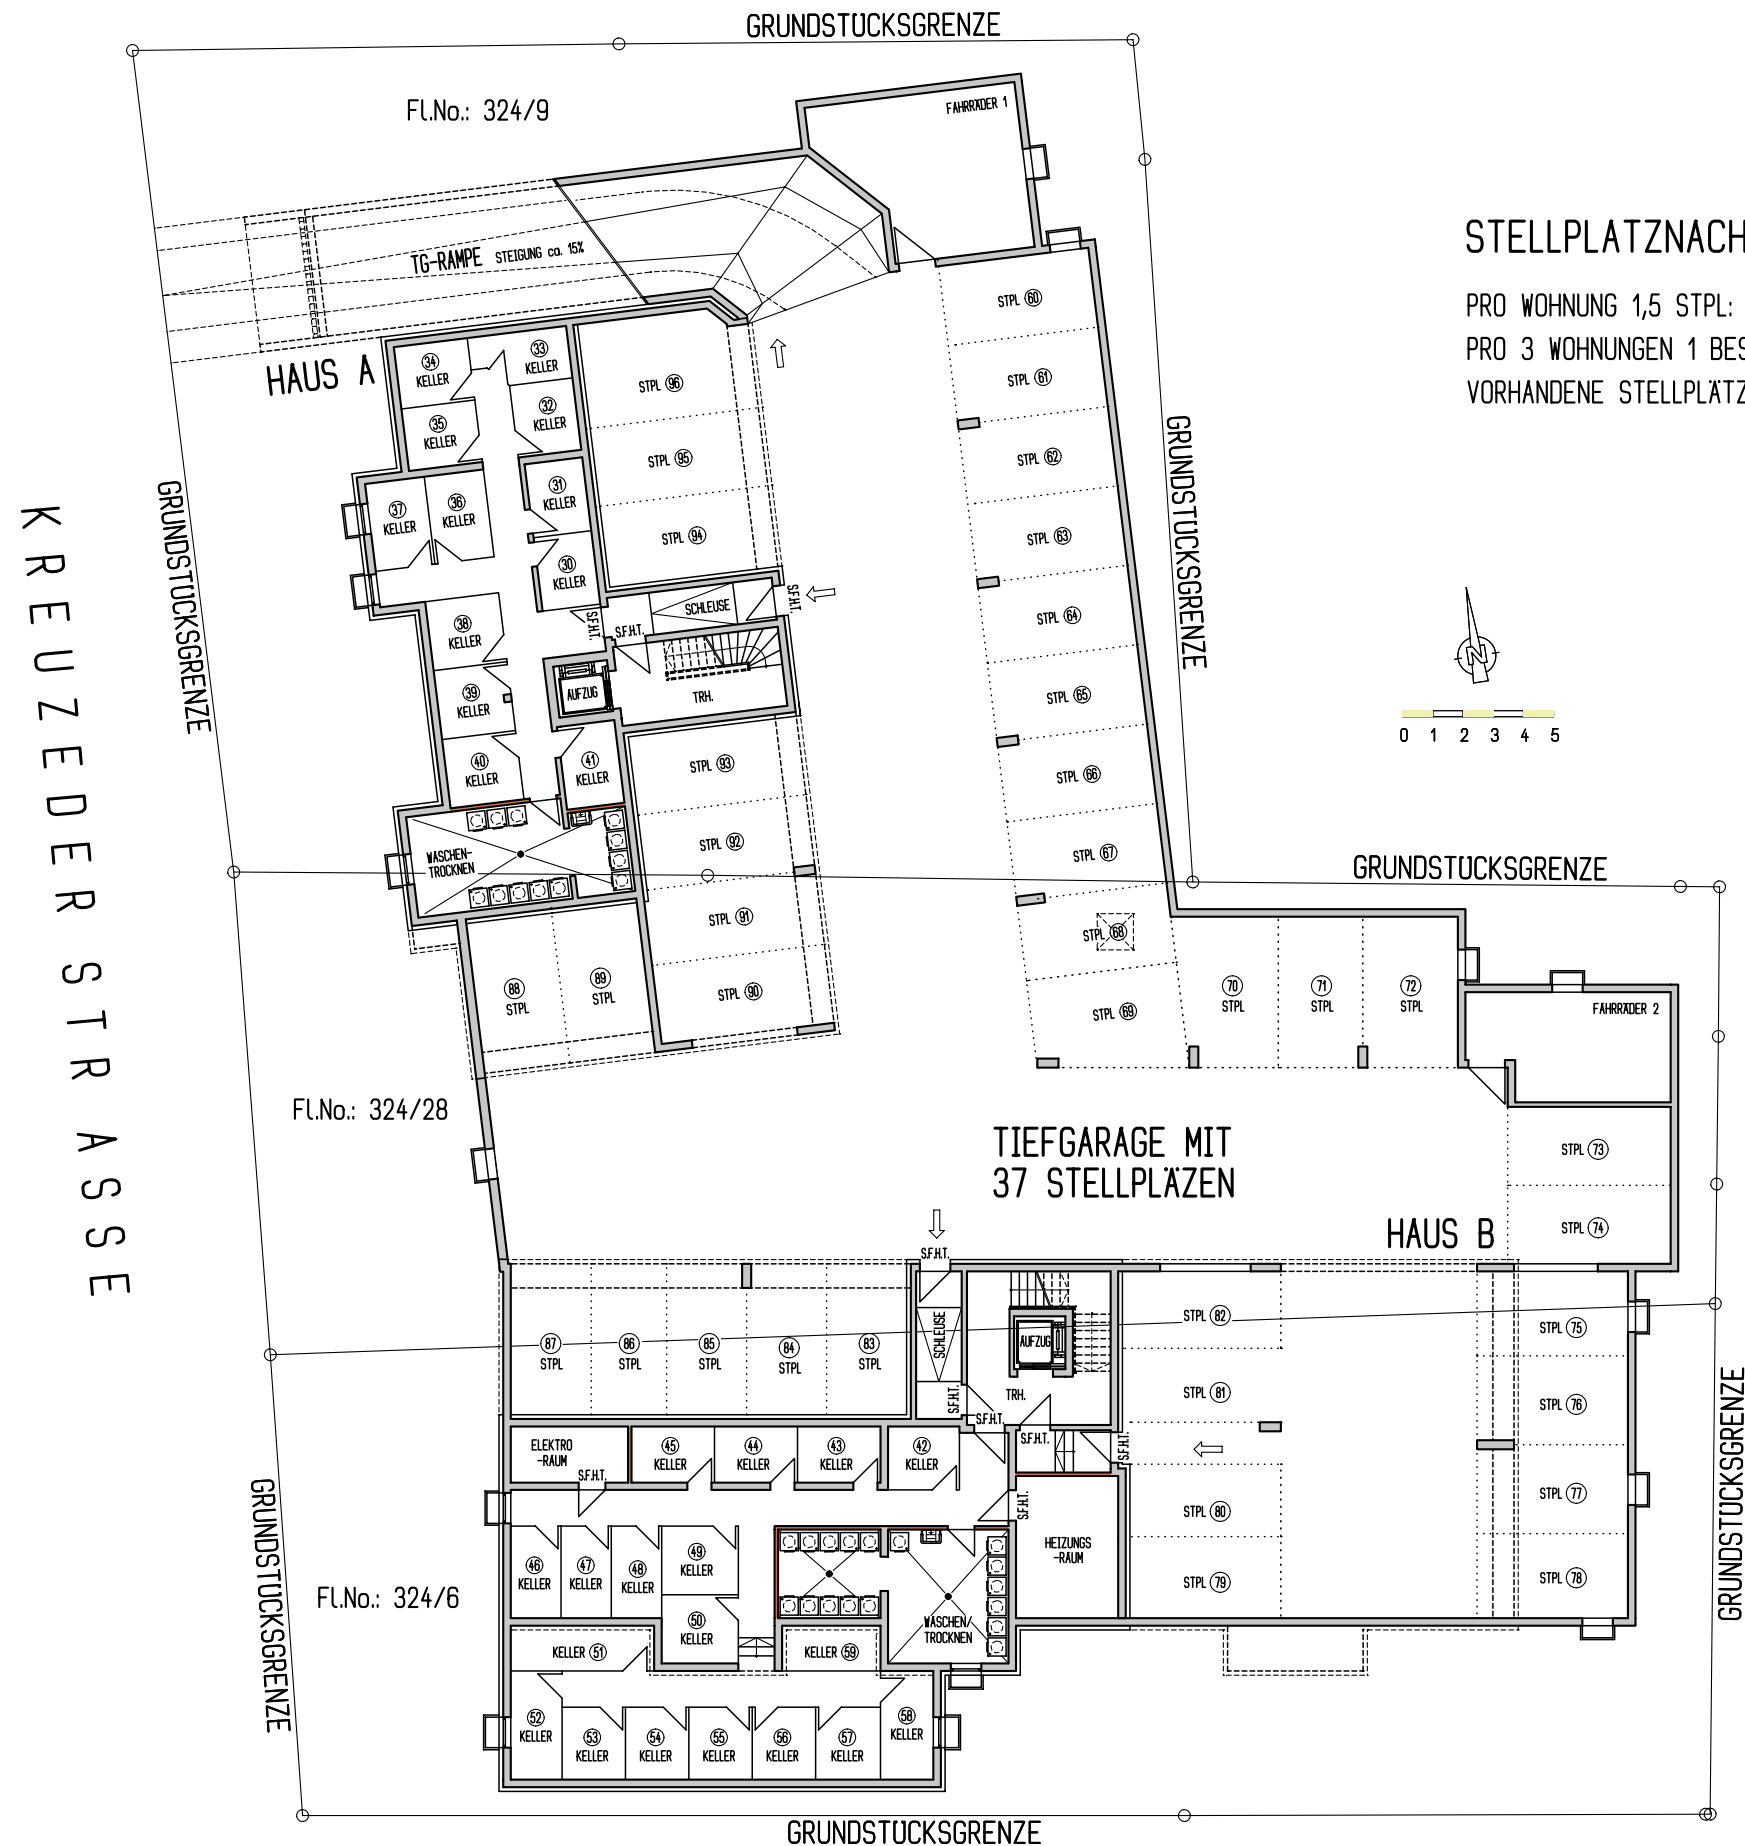 GRUNDSTÜCKSGRENZE
Fl.No.: 324/9
FAHRRÄDER 1
TG-RAMPE STEIGUNG ca. 15%
STELLPLATZNACH
PRO WOHNUNG 1,5 STPL:
PRO 3 WOHNUNGEN 1 BES
VORHANDENE STELLPLÄTZ
HAUS A
34 KELLER
33 KELLER
35 KELLER
32 KELLER
37 KELLER
36 KELLER
31 KELLER
30 KELLER
38 KELLER
39 KELLER
40 KELLER
41 KELLER
STPL 96
STPL 95
STPL 94
SCHLEUSE
S.F.H.T.
S.F.H.T.
S.F.H.T.
AUFZUG
TRH.
STPL 93
STPL 92
STPL 91
STPL 90
WASCHEN-
TROCKNEN
88 STPL
89 STPL
STPL 60
STPL 61
STPL 62
STPL 63
STPL 64
STPL 65
STPL 66
STPL 67
STPL 68
STPL 69
GRUNDSTÜCKSGRENZE
GRUNDSTÜCKSGRENZE
KREUZEDER STRASSE
N
0 1 2 3 4 5
GRUNDSTÜCKSGRENZE
70 STPL
71 STPL
72 STPL
FAHRRÄDER 2
STPL 73
STPL 74
Fl.No.: 324/28
TIEFGARAGE MIT
37 STELLPLÄZEN
HAUS B
S.F.H.T.
SCHLEUSE
S.F.H.T.
AUFZUG
TRH.
S.F.H.T.
S.F.H.T.
S.F.H.T.
87 STPL
86 STPL
85 STPL
84 STPL
83 STPL
STPL 82
STPL 81
STPL 80
STPL 79
STPL 75
STPL 76
STPL 77
STPL 78
ELEKTRO
-RAUM
S.F.H.T.
45 KELLER
44 KELLER
43 KELLER
42 KELLER
S.F.H.T.
HEIZUNGS
-RAUM
46 KELLER
47 KELLER
48 KELLER
49 KELLER
50 KELLER
WASCHEN/
TROCKNEN
KELLER 51
KELLER 59
52 KELLER
53 KELLER
54 KELLER
55 KELLER
56 KELLER
57 KELLER
58 KELLER
Fl.No.: 324/6
GRUNDSTÜCKSGRENZE
GRUNDSTÜCKSGRENZE
GRUNDSTÜCKSGRENZE